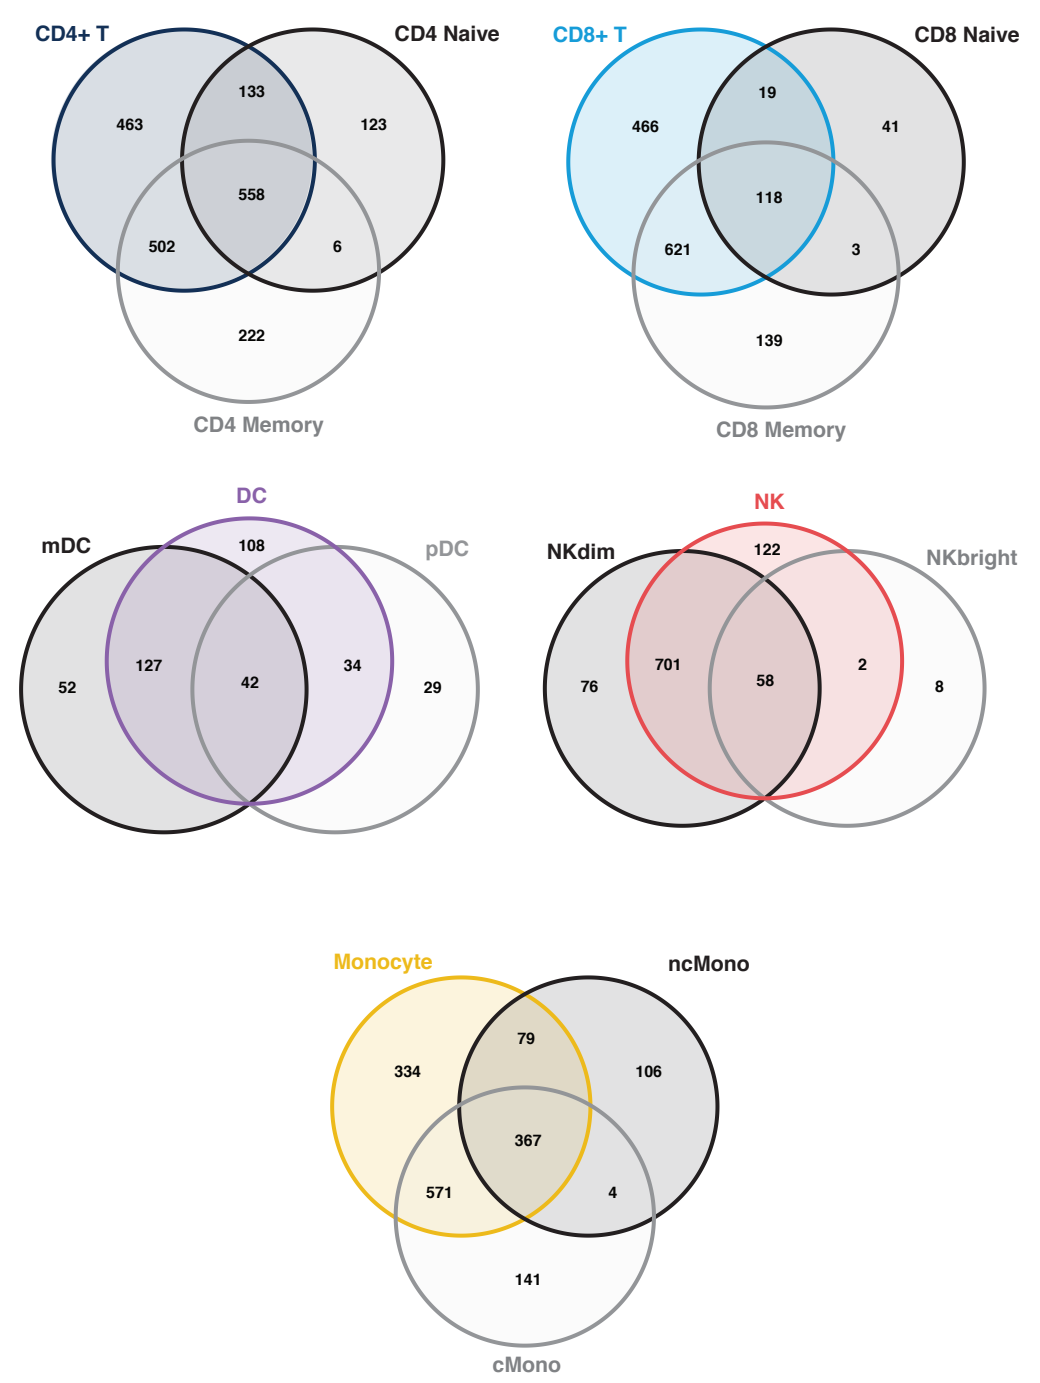 CD4+ T
CD4 Naive
133
463
123
558
502
6
222
CD4 Memory
CD8+ T
CD8 Naive
19
466
41
118
621
3
139
CD8 Memory
DC
mDC
108
pDC
127
34
42
52
29
NK
NKdim
122
NKbright
701
2
58
76
8
Monocyte
ncMono
79
334
106
367
571
4
141
cMono